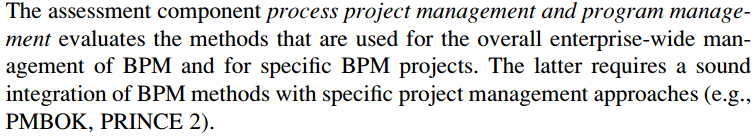 The assessment component process project management and program manage-
ment evaluates the methods that are used for the overall enterprise-wide man-
agement of BPM and for specific BPM projects. The latter requires a sound
integration of BPM methods with specific project management approaches (e.g.,
PMBOK, PRINCE 2).